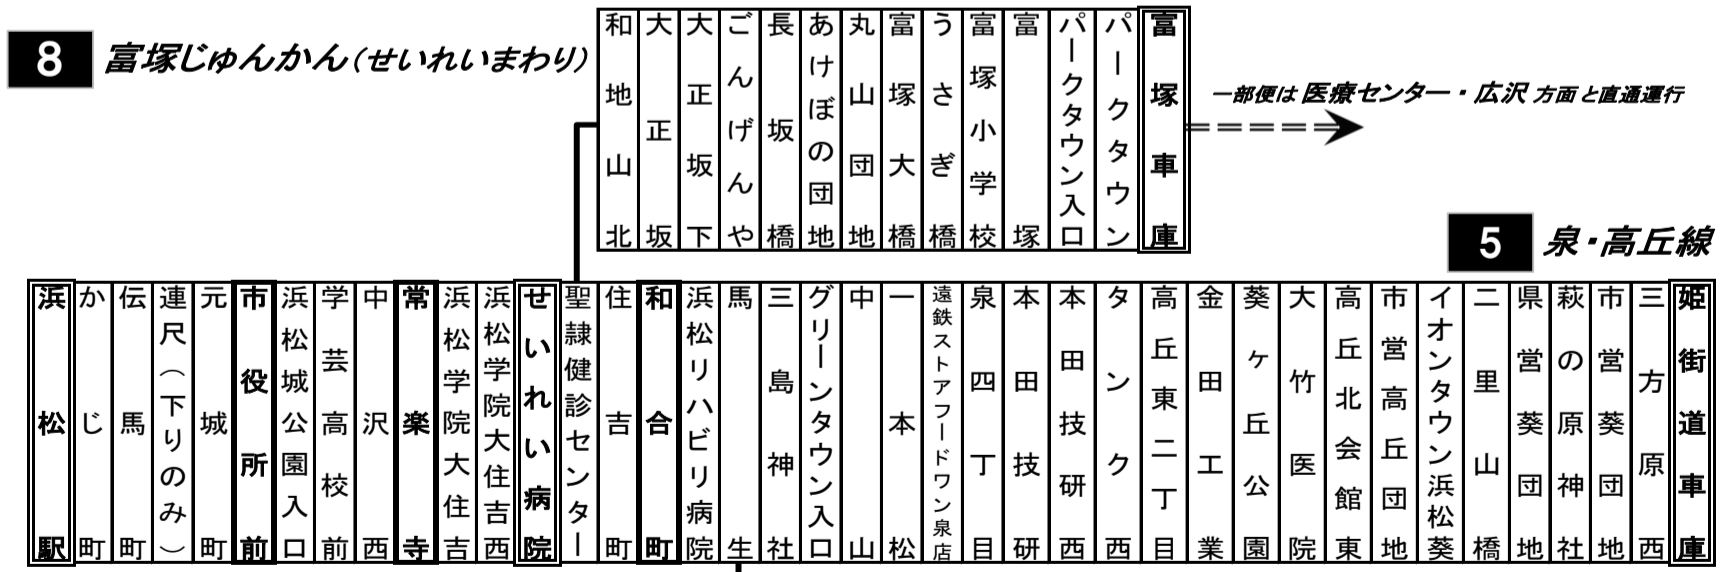 8 富塚じゅんかん（せいれいまわり）
和地山北
大正坂
大正坂下
ごんげんや
長坂橋
あけぼの団地
丸山団地
富塚大橋
うさぎ橋
富塚小学校
富塚
パークタウン入口
パークタウン
富塚車庫
一部便は 医療センター・広沢 方面 と直通運行
5 泉・高丘線
浜松駅
かじ町
伝馬町
連尺（下りのみ）
元城町
市役所前
浜松城公園入口
学芸高校前
中沢西
常楽寺
浜松学院大住吉
浜松学院大住吉西
せいれい病院
聖隷健診センター
住吉町
和合町
浜松リハビリ病院
馬生
三島神社
グリーンタウン入口
中山
一本松
遠鉄ストアフードワン泉店
泉四丁目
本田技研
本田技研西
タンク西
高丘東二丁目
金田工業
葵ヶ丘公園
大竹医院
高丘北会館東
市営高丘団地
イオンタウン浜松葵
二里山橋
県営葵団地
萩の原神社
市営葵団地
三方原西
姫街道車庫